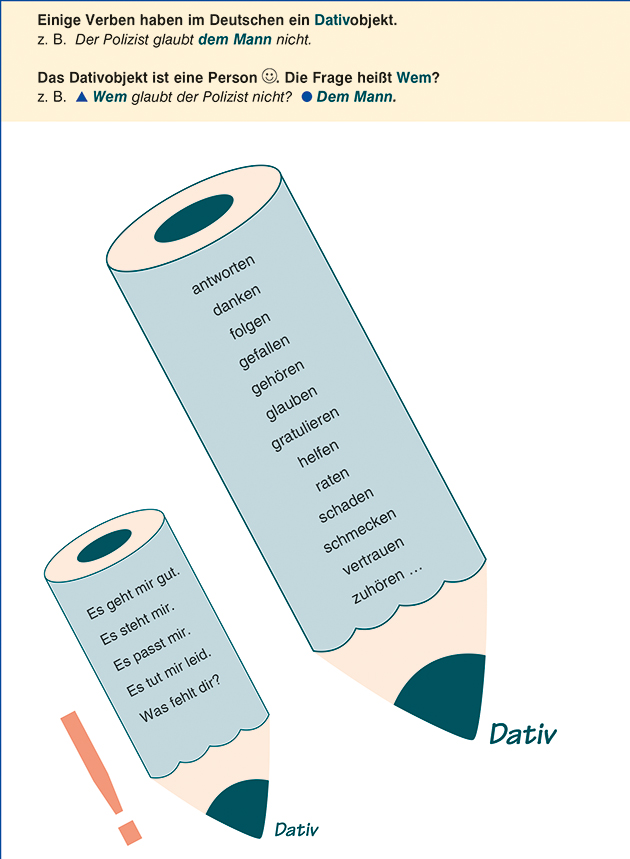 Einige Verben haben im Deutschen ein Dativobjekt.
z. B. Der Polizist glaubt dem Mann nicht.
Das Dativobjekt ist eine Person ☺. Die Frage heißt Wem?
z. B. ▲ Wem glaubt der Polizist nicht? ● Dem Mann.
antworten
danken
folgen
gefallen
gehören
glauben
gratulieren
helfen
raten
schaden
schmecken
vertrauen
zuhören ...
Dativ
Es geht mir gut.
Es steht mir.
Es passt mir.
Es tut mir leid.
Was fehlt dir?
!
Dativ